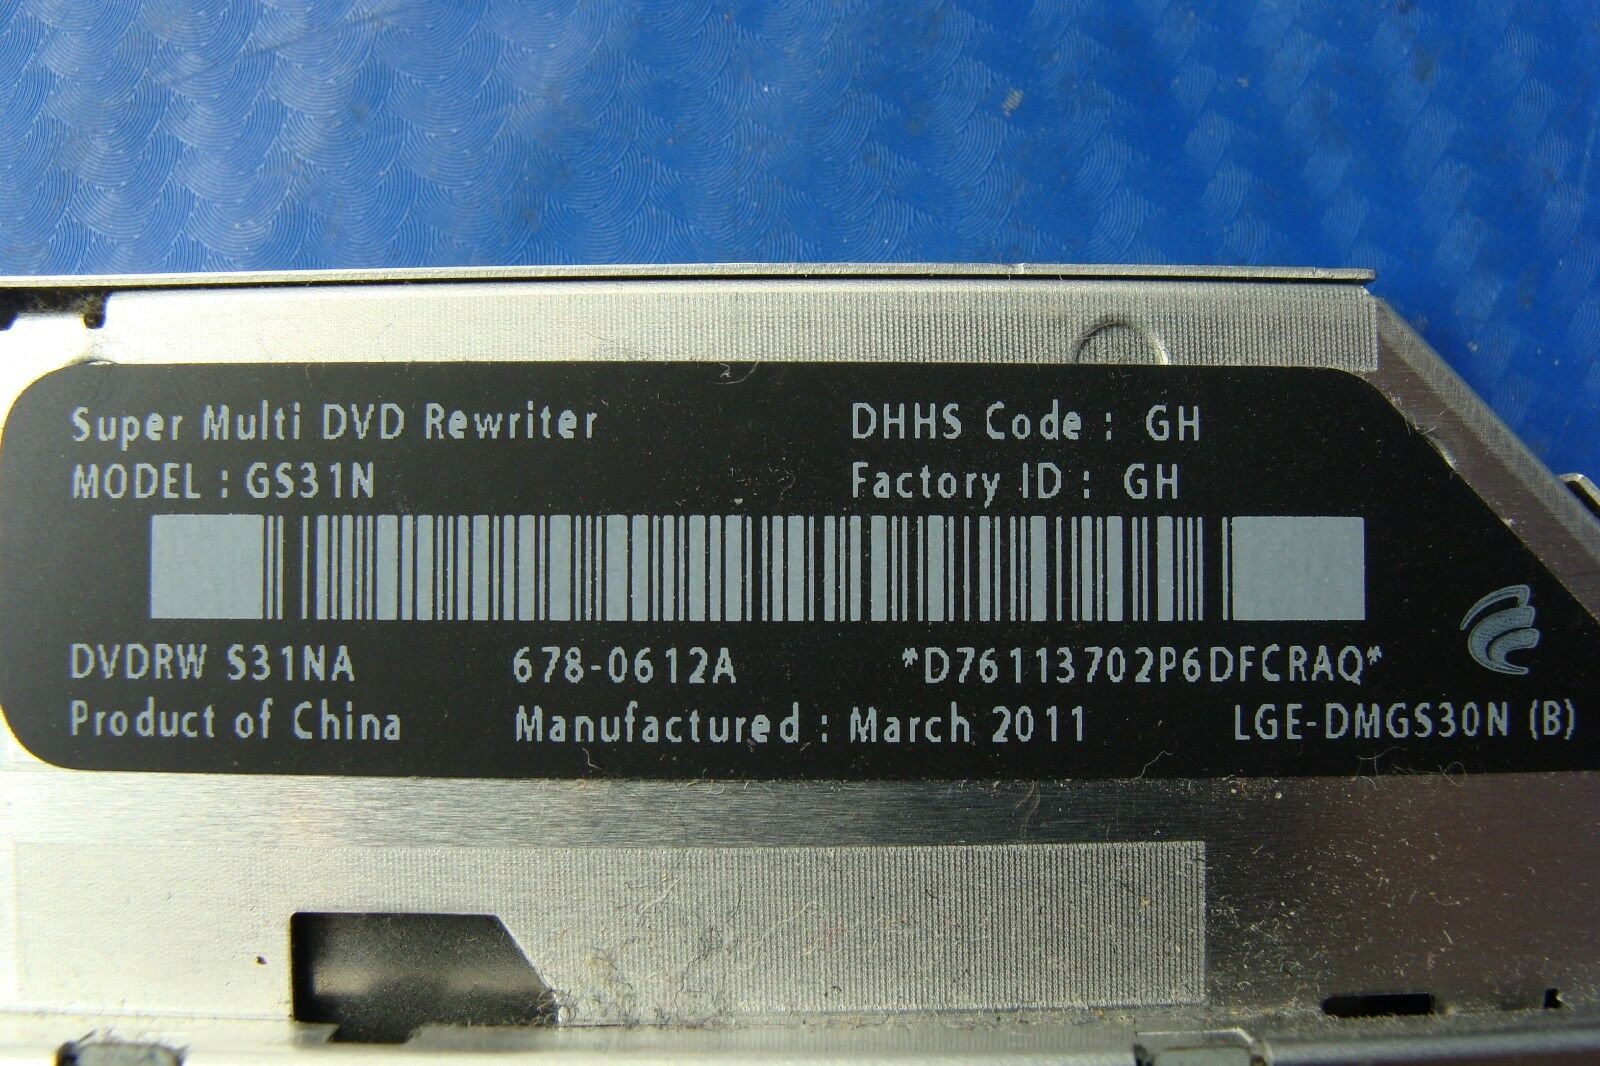 Super Multi DVD Rewriter
MODEL : GS31N
DHHS Code : GH
Factory ID : GH
DVDRW S31NA 678-0612A *D76113702P6DFCRAQ*
Product of China Manufactured : March 2011 LGE-DMGS30N (B)